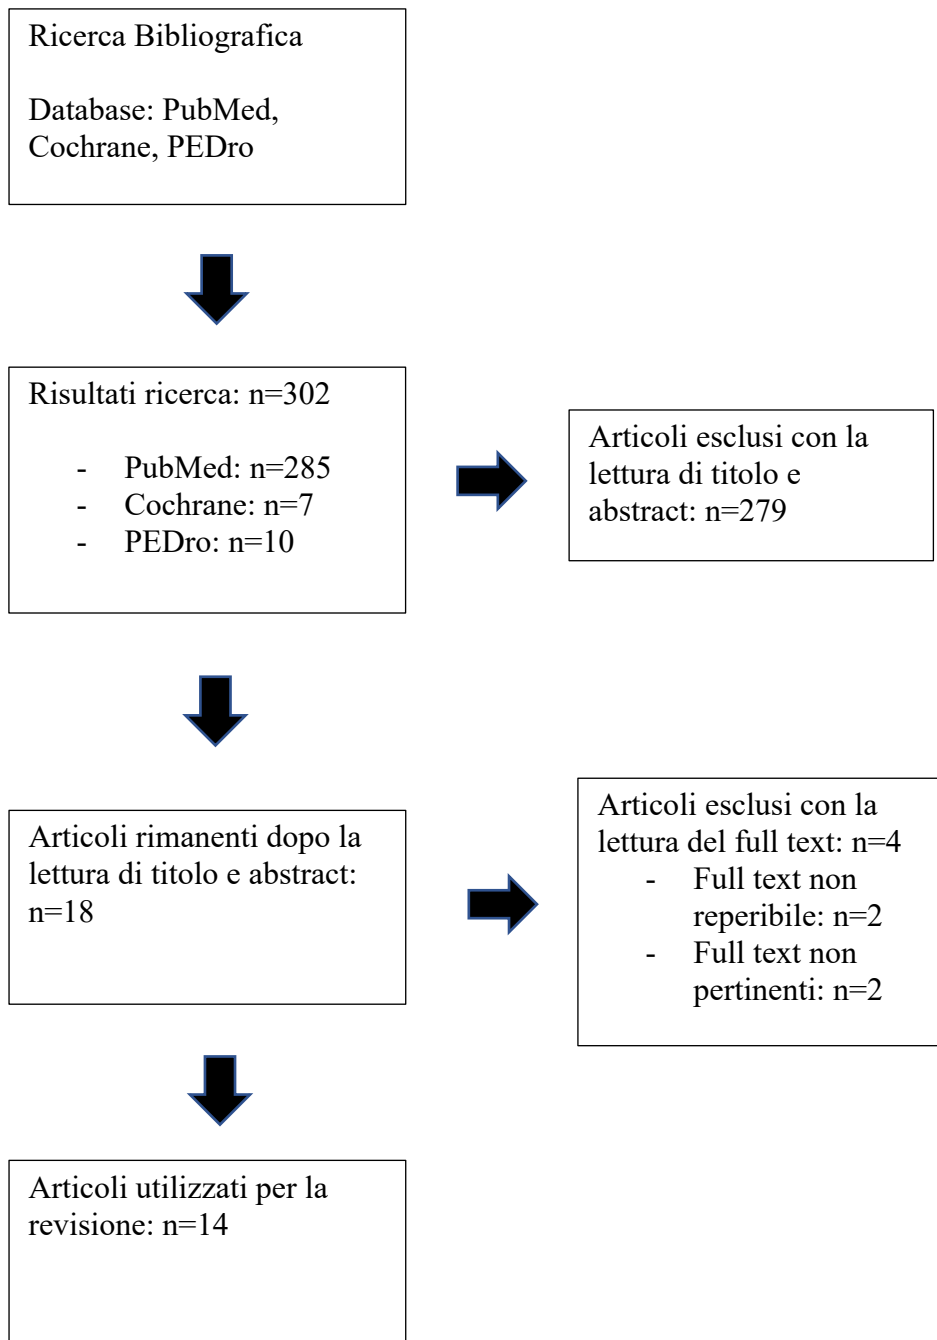 Ricerca Bibliografica
Database: PubMed,
Cochrane, PEDro
Risultati ricerca: n=302
- PubMed: n=285
- Cochrane: n=7
- PEDro: n=10
Articoli esclusi con la
lettura di titolo e
abstract: n=279
Articoli rimanenti dopo la
lettura di titolo e abstract:
n=18
Articoli esclusi con la
lettura del full text: n=4
- Full text non
reperibile: n=2
- Full text non
pertinenti: n=2
Articoli utilizzati per la
revisione: n=14